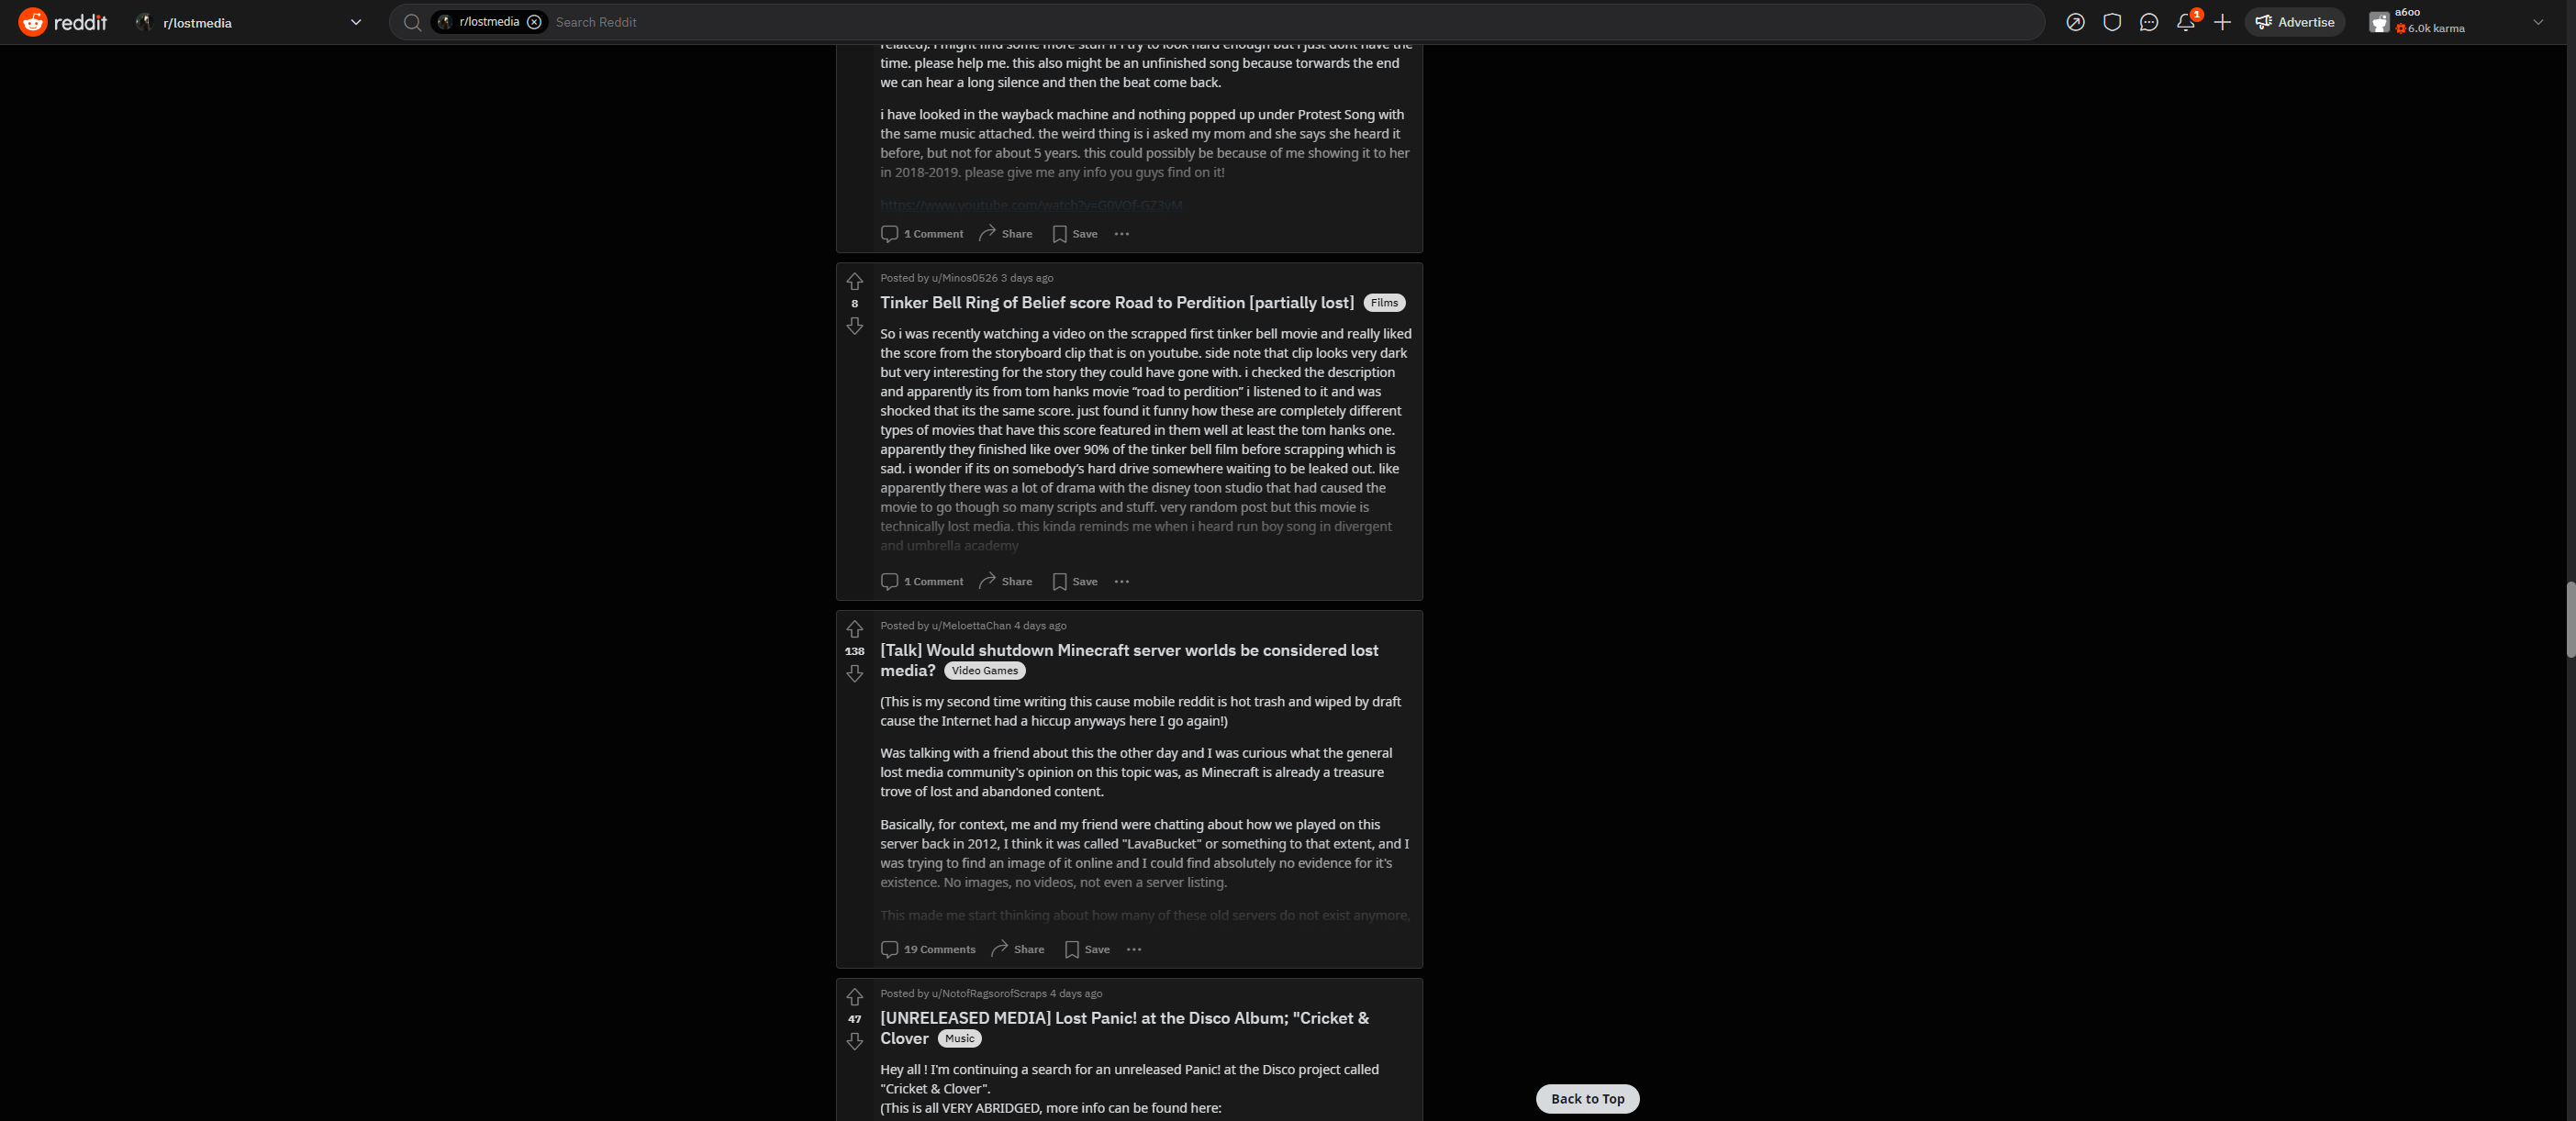 reddit
r/lostmedia
r/lostmedia
Search Reddit
1
Advertise
a6oo
6.0k karma
related). i might find some more stuff if i try to look hard enough but i just dont have the
time. please help me. this also might be an unfinished song because torwards the end
we can hear a long silence and then the beat come back.
i have looked in the wayback machine and nothing popped up under Protest Song with
the same music attached. the weird thing is i asked my mom and she says she heard it
before, but not for about 5 years. this could possibly be because of me showing it to her
in 2018-2019. please give me any info you guys find on it!
1 Comment
Share
Save
Posted by u/Minos0526 3 days ago
8
Tinker Bell Ring of Belief score Road to Perdition [partially lost]
Films
So i was recently watching a video on the scrapped first tinker bell movie and really liked
the score from the storyboard clip that is on youtube. side note that clip looks very dark
but very interesting for the story they could have gone with. i checked the description
and apparently its from tom hanks movie “road to perdition” i listened to it and was
shocked that its the same score. just found it funny how these are completely different
types of movies that have this score featured in them well at least the tom hanks one.
apparently they finished like over 90% of the tinker bell film before scrapping which is
sad. i wonder if its on somebody’s hard drive somewhere waiting to be leaked out. like
apparently there was a lot of drama with the disney toon studio that had caused the
movie to go though so many scripts and stuff. very random post but this movie is
technically lost media. this kinda reminds me when i heard run boy song in divergent
and umbrella academy
1 Comment
Share
Save
Posted by u/MeloettaChan 4 days ago
138
[Talk] Would shutdown Minecraft server worlds be considered lost
media?
Video Games
(This is my second time writing this cause mobile reddit is hot trash and wiped by draft
cause the Internet had a hiccup anyways here I go again!)
Was talking with a friend about this the other day and I was curious what the general
lost media community's opinion on this topic was, as Minecraft is already a treasure
trove of lost and abandoned content.
Basically, for context, me and my friend were chatting about how we played on this
server back in 2012, I think it was called "LavaBucket" or something to that extent, and I
was trying to find an image of it online and I could find absolutely no evidence for it's
existence. No images, no videos, not even a server listing.
This made me start thinking about how many of these old servers do not exist anymore,
19 Comments
Share
Save
Posted by u/NotofRagsorofScraps 4 days ago
47
[UNRELEASED MEDIA] Lost Panic! at the Disco Album; "Cricket &
Clover
Music
Hey all ! I'm continuing a search for an unreleased Panic! at the Disco project called
"Cricket & Clover".
(This is all VERY ABRIDGED, more info can be found here:
Back to Top